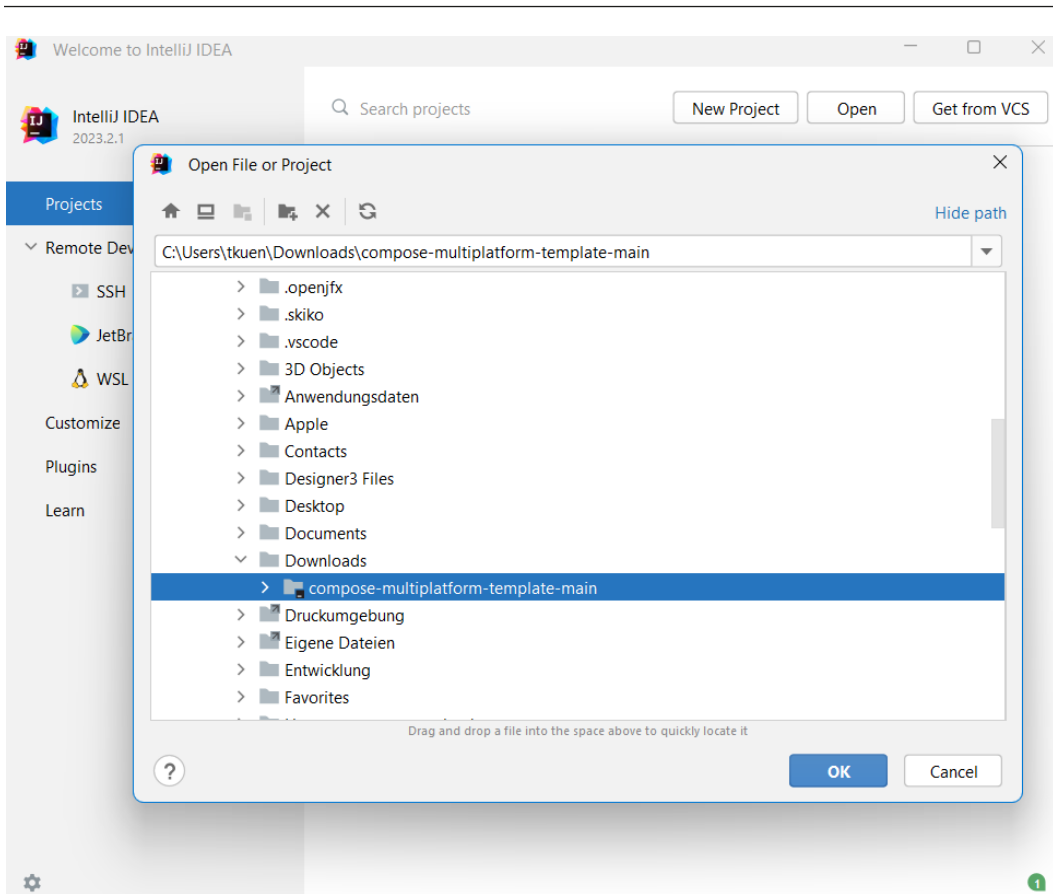 Welcome to IntelliJ IDEA
IntelliJ IDEA
2023.2.1
Search projects
New Project
Open
Get from VCS
Open File or Project
Projects
Remote Dev
SSH
JetBr
WSL
Customize
Plugins
Learn
Hide path
C:\Users\tkuen\Downloads\compose-multiplatform-template-main
.openjfx
.skiko
.vscode
3D Objects
Anwendungsdaten
Apple
Contacts
Designer3 Files
Desktop
Documents
Downloads
compose-multiplatform-template-main
Druckumgebung
Eigene Dateien
Entwicklung
Favorites
Drag and drop a file into the space above to quickly locate it
?
OK
Cancel
1